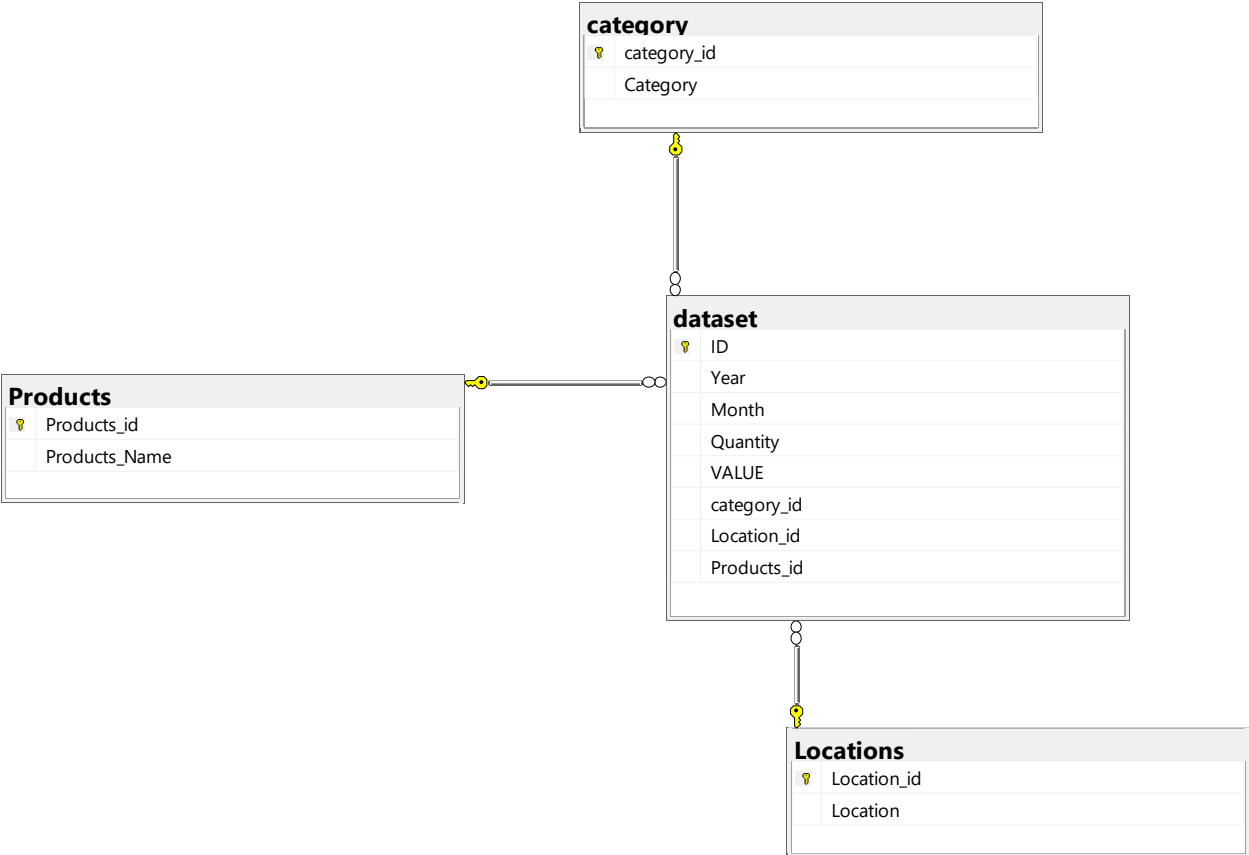 category
category_id
Category
dataset
ID
Year
Month
Quantity
VALUE
category_id
Location_id
Products_id
Products
Products_id
Products_Name
Locations
Location_id
Location